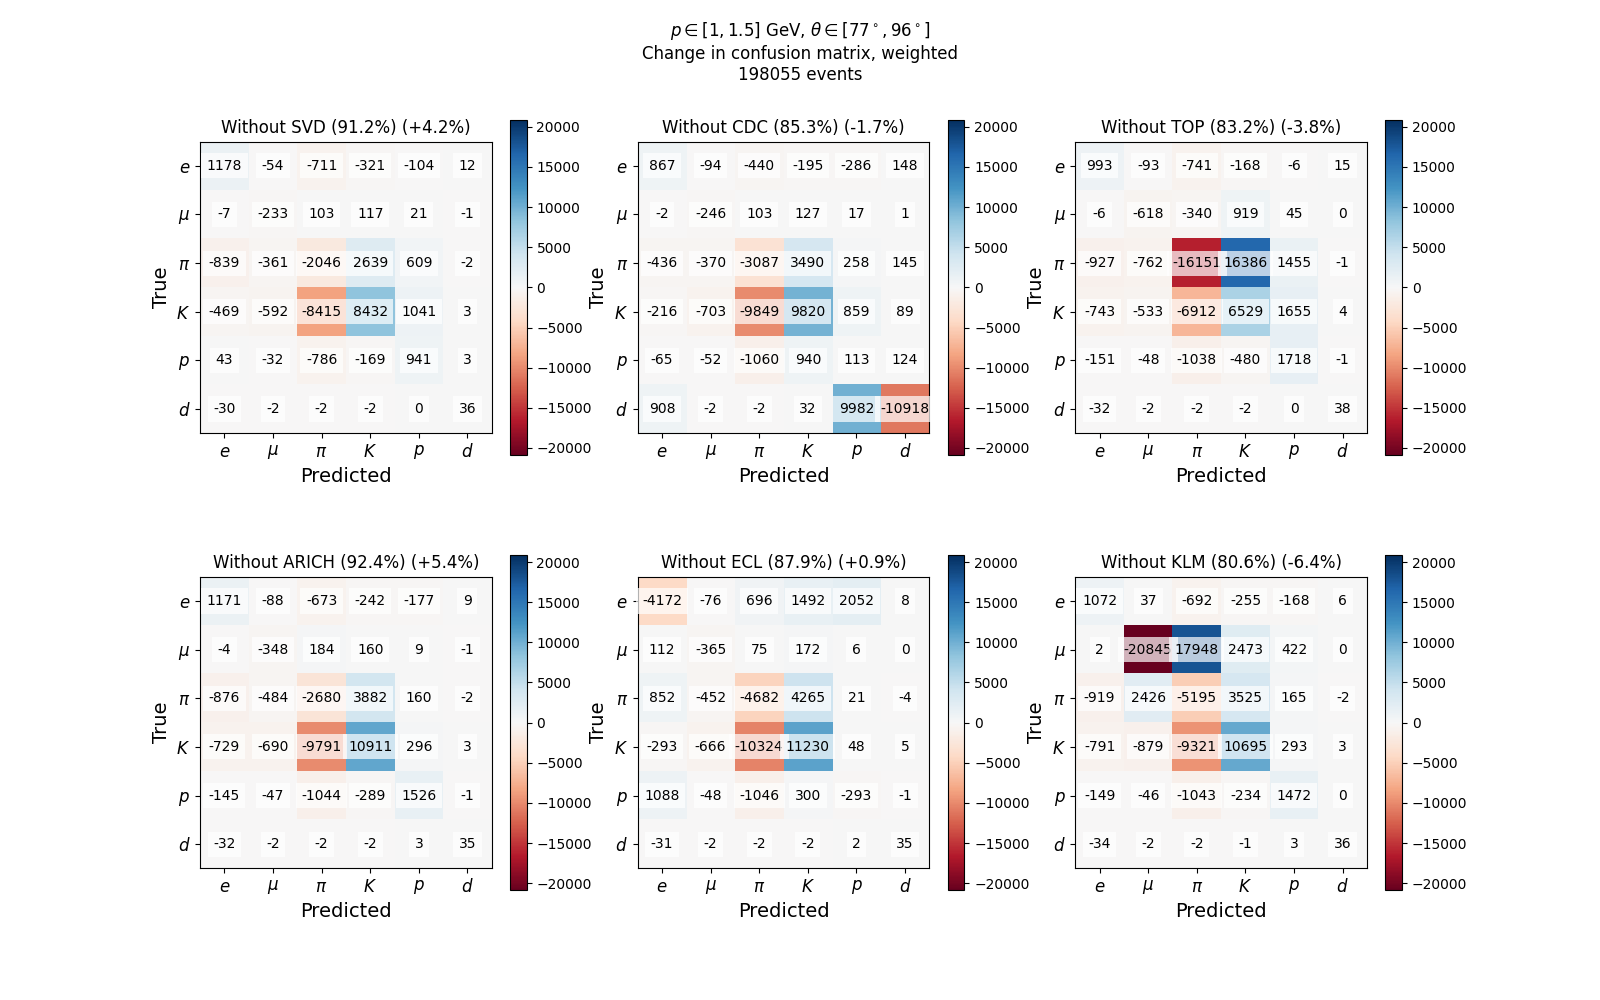 p ∈ [1, 1.5] GeV, θ ∈ [77°, 96°]
Change in confusion matrix, weighted
198055 events
Without SVD (91.2%) (+4.2%)
e 1178 -54 -711 -321 -104 12
μ -7 -233 103 117 21 -1
π -839 -361 -2046 2639 609 -2
K -469 -592 -8415 8432 1041 3
p 43 -32 -786 -169 941 3
d -30 -2 -2 -2 0 36
e μ π K p d
Predicted
True
20000
15000
10000
5000
0
−5000
−10000
−15000
−20000
Without CDC (85.3%) (-1.7%)
e 867 -94 -440 -195 -286 148
μ -2 -246 103 127 17 1
π -436 -370 -3087 3490 258 145
K -216 -703 -9849 9820 859 89
p -65 -52 -1060 940 113 124
d 908 -2 -2 32 9982 -10918
e μ π K p d
Predicted
True
20000
15000
10000
5000
0
−5000
−10000
−15000
−20000
Without TOP (83.2%) (-3.8%)
e 993 -93 -741 -168 -6 15
μ -6 -618 -340 919 45 0
π -927 -762 -16151 16386 1455 -1
K -743 -533 -6912 6529 1655 4
p -151 -48 -1038 -480 1718 -1
d -32 -2 -2 -2 0 38
e μ π K p d
Predicted
True
20000
15000
10000
5000
0
−5000
−10000
−15000
−20000
Without ARICH (92.4%) (+5.4%)
e 1171 -88 -673 -242 -177 9
μ -4 -348 184 160 9 -1
π -876 -484 -2680 3882 160 -2
K -729 -690 -9791 10911 296 3
p -145 -47 -1044 -289 1526 -1
d -32 -2 -2 -2 3 35
e μ π K p d
Predicted
True
20000
15000
10000
5000
0
−5000
−10000
−15000
−20000
Without ECL (87.9%) (+0.9%)
e -4172 -76 696 1492 2052 8
μ 112 -365 75 172 6 0
π 852 -452 -4682 4265 21 -4
K -293 -666 -10324 11230 48 5
p 1088 -48 -1046 300 -293 -1
d -31 -2 -2 -2 2 35
e μ π K p d
Predicted
True
20000
15000
10000
5000
0
−5000
−10000
−15000
−20000
Without KLM (80.6%) (-6.4%)
e 1072 37 -692 -255 -168 6
μ 2 -20845 17948 2473 422 0
π -919 2426 -5195 3525 165 -2
K -791 -879 -9321 10695 293 3
p -149 -46 -1043 -234 1472 0
d -34 -2 -2 -1 3 36
e μ π K p d
Predicted
True
20000
15000
10000
5000
0
−5000
−10000
−15000
−20000